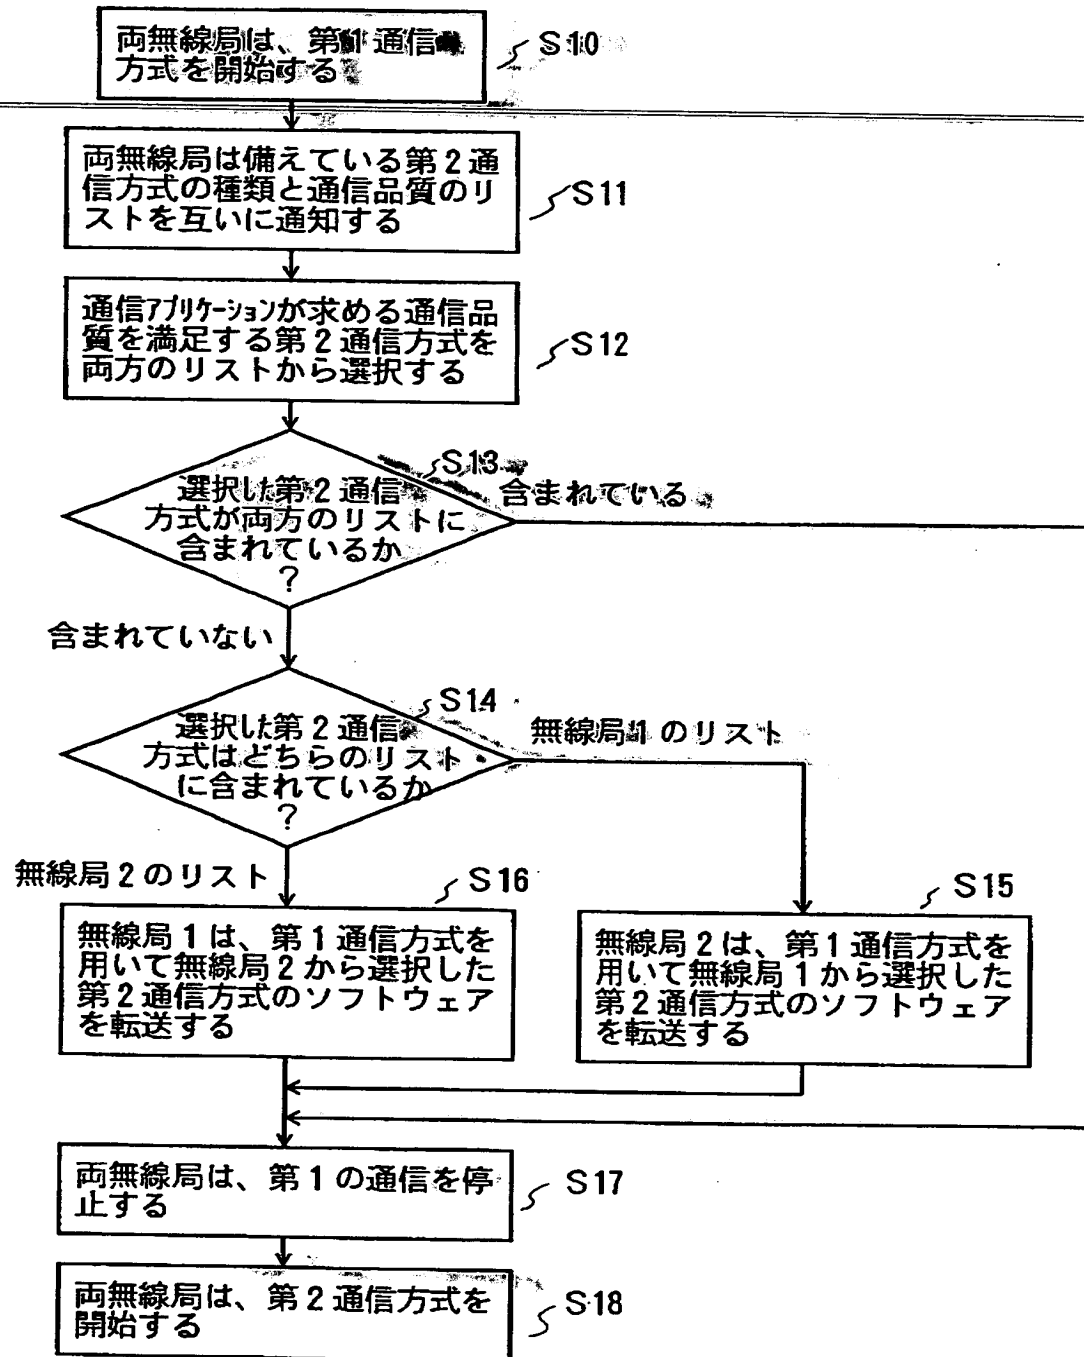 両無線局は、第1通信
方式を開始する
S10
両無線局は備えている第2通
信方式の種類と通信品質のリ
ストを互いに通知する
S11
通信アプリケーションが求める通信品
質を満足する第2通信方式を
両方のリストから選択する
S12
S13
選択した第2通信
方式が両方のリストに
含まれているか
?
含まれている
含まれていない
S14
選択した第2通信
方式はどちらのリスト
に含まれているか
?
無線局1のリスト
無線局2のリスト
S16
無線局1は、第1通信方式を
用いて無線局2から選択した
第2通信方式のソフトウェア
を転送する
S15
無線局2は、第1通信方式を
用いて無線局1から選択した
第2通信方式のソフトウェア
を転送する
両無線局は、第1の通信を停
止する
S17
両無線局は、第2通信方式を
開始する
S18